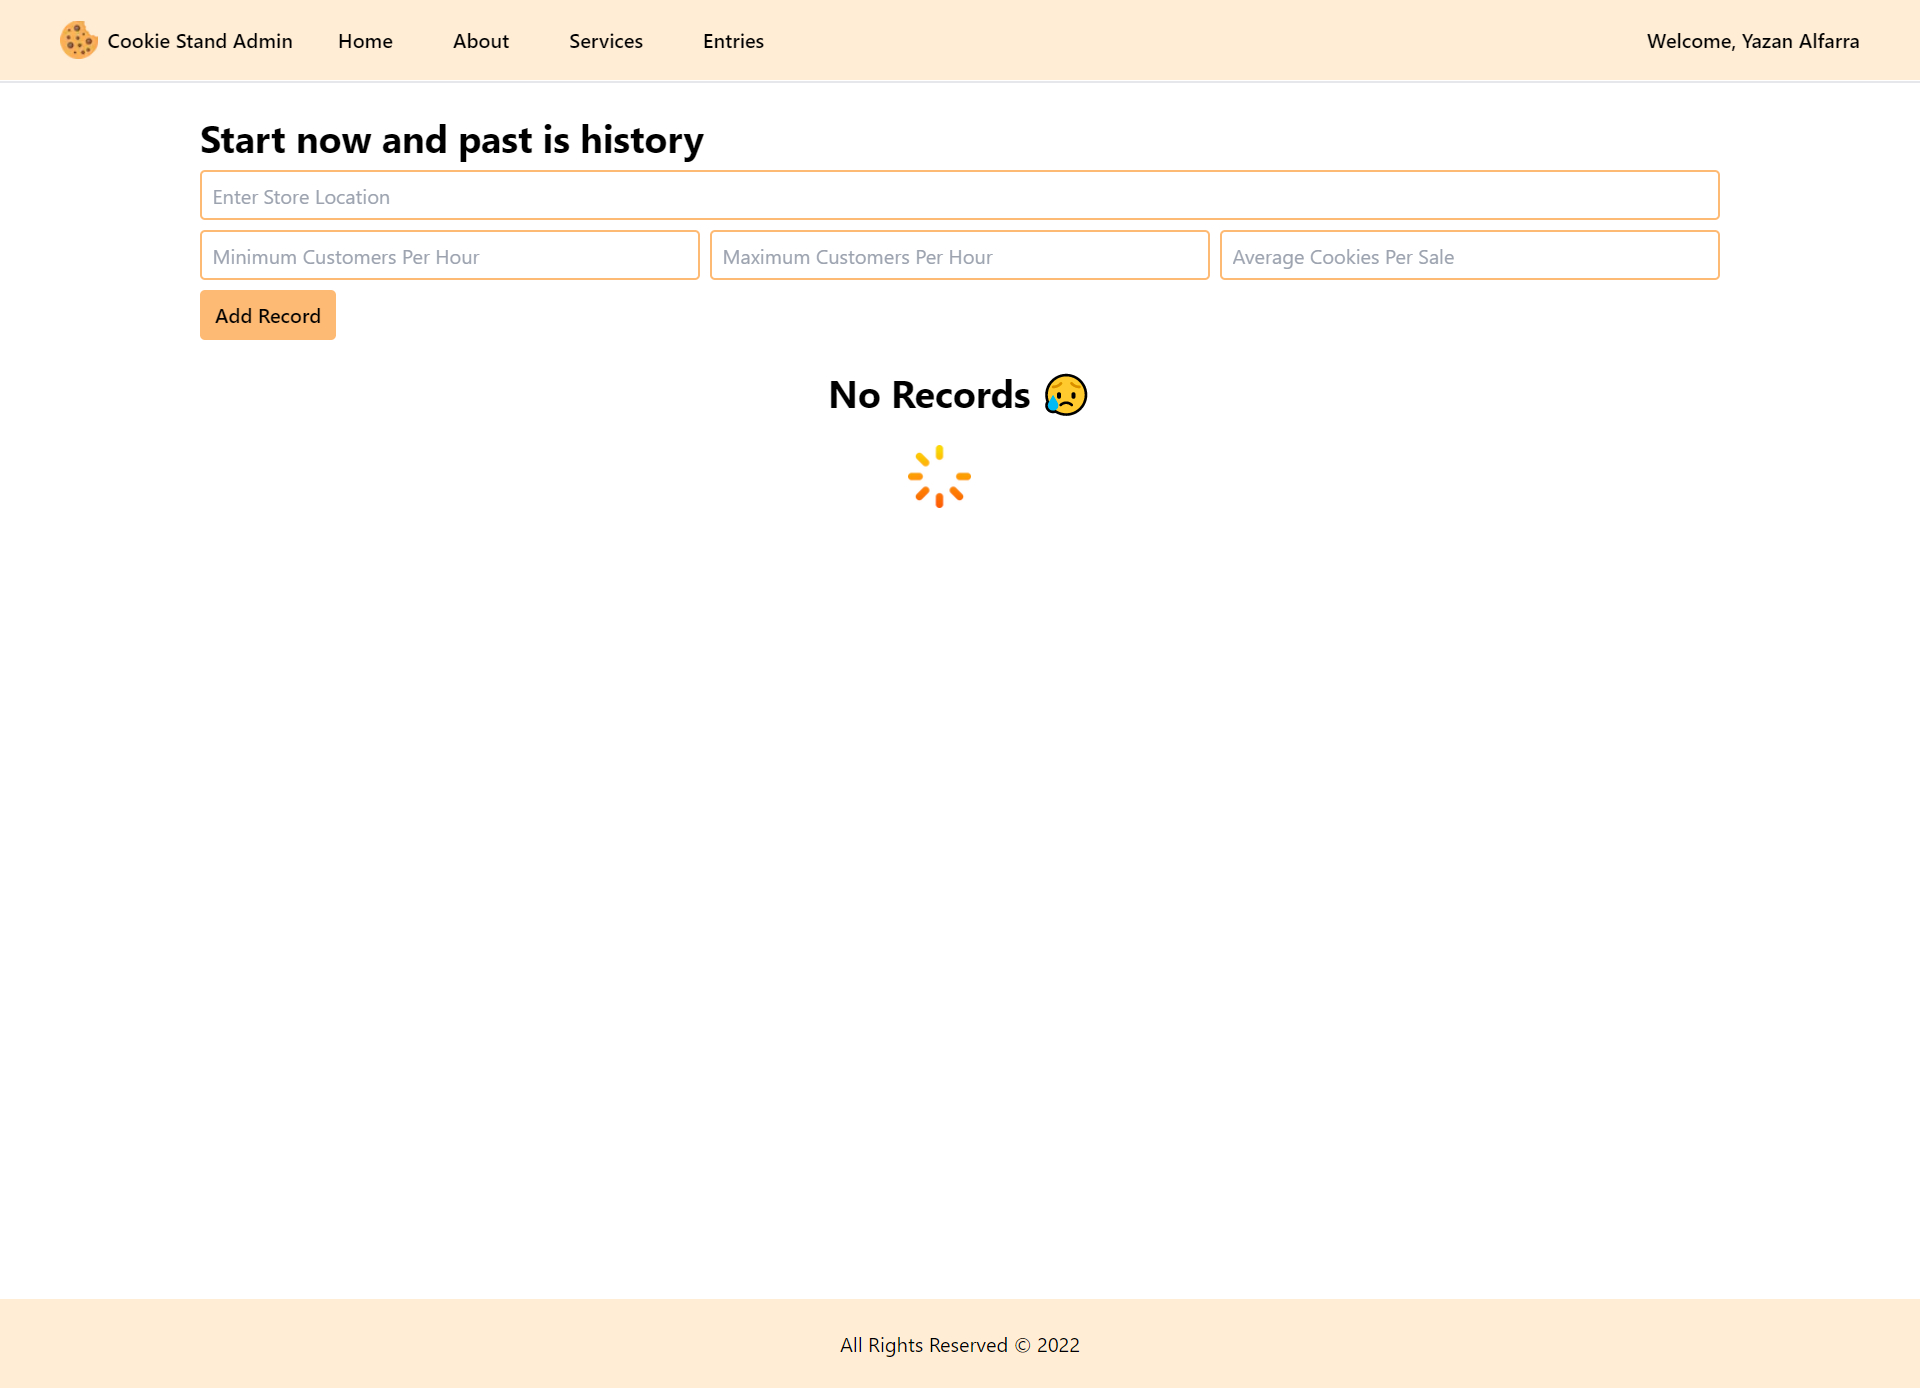 Cookie Stand Admin Home About Services Entries Welcome, Yazan Alfarra
Start now and past is history
Enter Store Location
Minimum Customers Per Hour Maximum Customers Per Hour Average Cookies Per Sale
Add Record
No Records 😥
All Rights Reserved © 2022